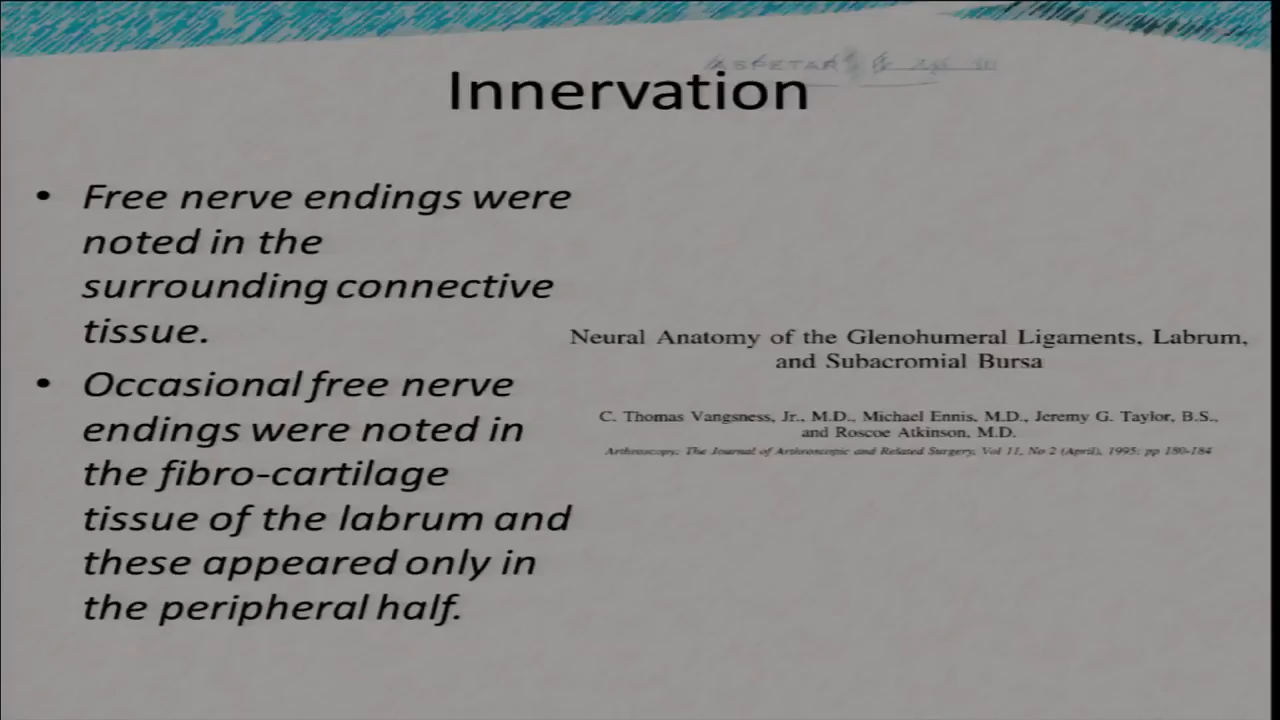 Innervation
• Free nerve endings were
noted in the
surrounding connective
tissue.
• Occasional free nerve
endings were noted in
the fibro-cartilage
tissue of the labrum and
these appeared only in
the peripheral half.
Neural Anatomy of the Glenohumeral Ligaments, Labrum,
and Subacromial Bursa
C. Thomas Vangsness, Jr., M.D., Michael Ennis, M.D., Jeremy G. Taylor, B.S.,
and Roscoe Atkinson, M.D.
Arthroscopy: The Journal of Arthroscopic and Related Surgery, Vol 11, No 2 (April), 1995: pp 180-184